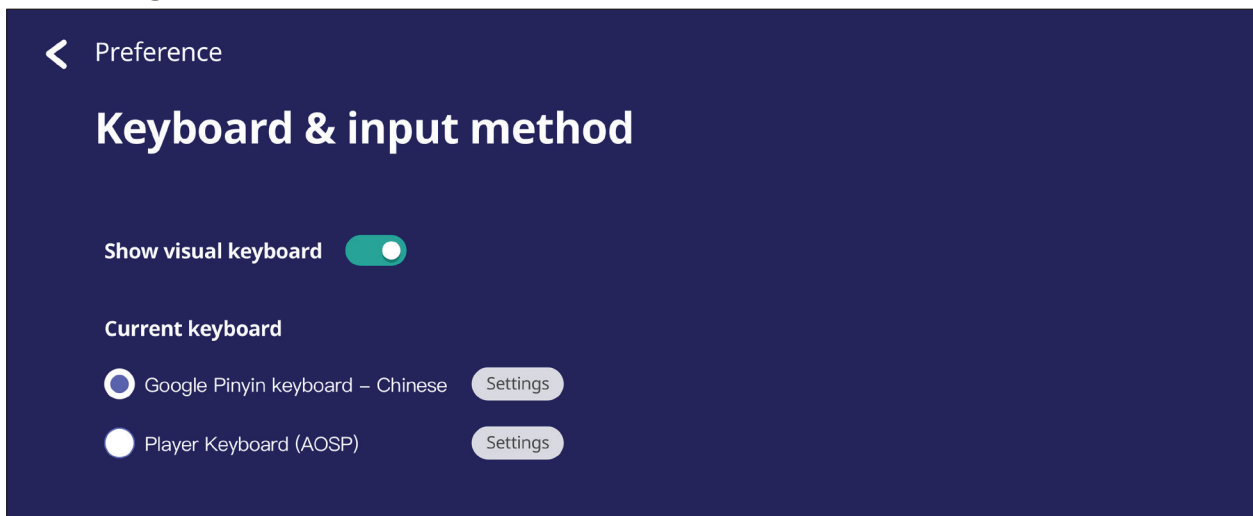 Preference
Keyboard & input method
Show visual keyboard
Current keyboard
Google Pinyin keyboard – Chinese Settings
Player Keyboard (AOSP) Settings